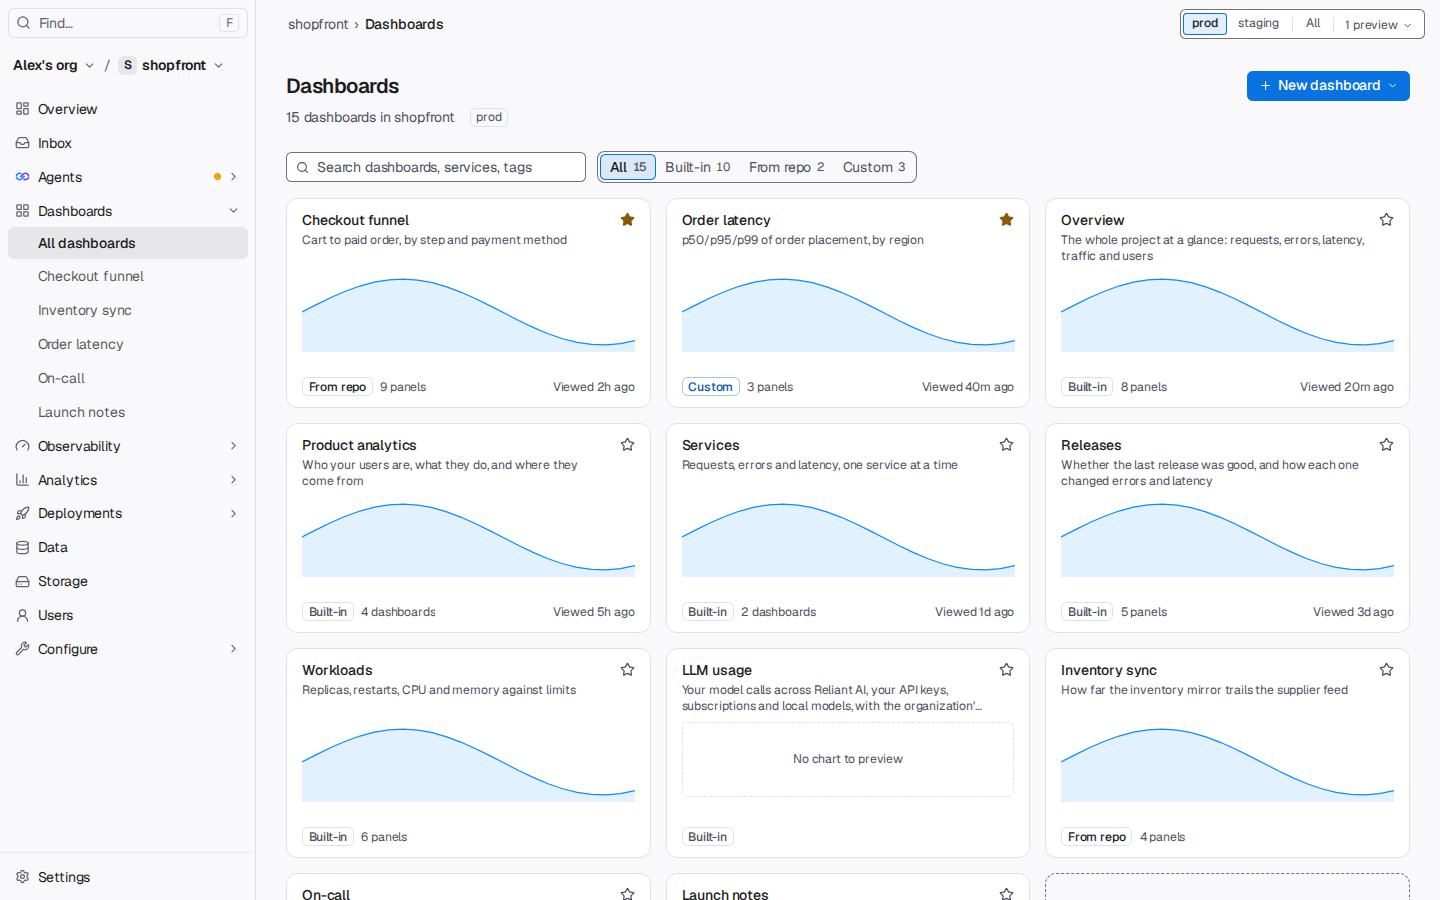 Find...
F
Alex's org / S shopfront
Overview
Inbox
Agents
Dashboards
All dashboards
Checkout funnel
Inventory sync
Order latency
On-call
Launch notes
Observability
Analytics
Deployments
Data
Storage
Users
Configure
Settings
shopfront › Dashboards
prod staging All 1 preview
Dashboards
New dashboard
15 dashboards in shopfront prod
Search dashboards, services, tags
All 15 Built-in 10 From repo 2 Custom 3
Checkout funnel
Cart to paid order, by step and payment method
From repo 9 panels Viewed 2h ago
Order latency
p50/p95/p99 of order placement, by region
Custom 3 panels Viewed 40m ago
Overview
The whole project at a glance: requests, errors, latency,
traffic and users
Built-in 8 panels Viewed 20m ago
Product analytics
Who your users are, what they do, and where they
come from
Built-in 4 dashboards Viewed 5h ago
Services
Requests, errors and latency, one service at a time
Built-in 2 dashboards Viewed 1d ago
Releases
Whether the last release was good, and how each one
changed errors and latency
Built-in 5 panels Viewed 3d ago
Workloads
Replicas, restarts, CPU and memory against limits
Built-in 6 panels
LLM usage
Your model calls across Reliant AI, your API keys,
subscriptions and local models, with the organization'...
No chart to preview
Built-in
Inventory sync
How far the inventory mirror trails the supplier feed
From repo 4 panels
On-call
Launch notes